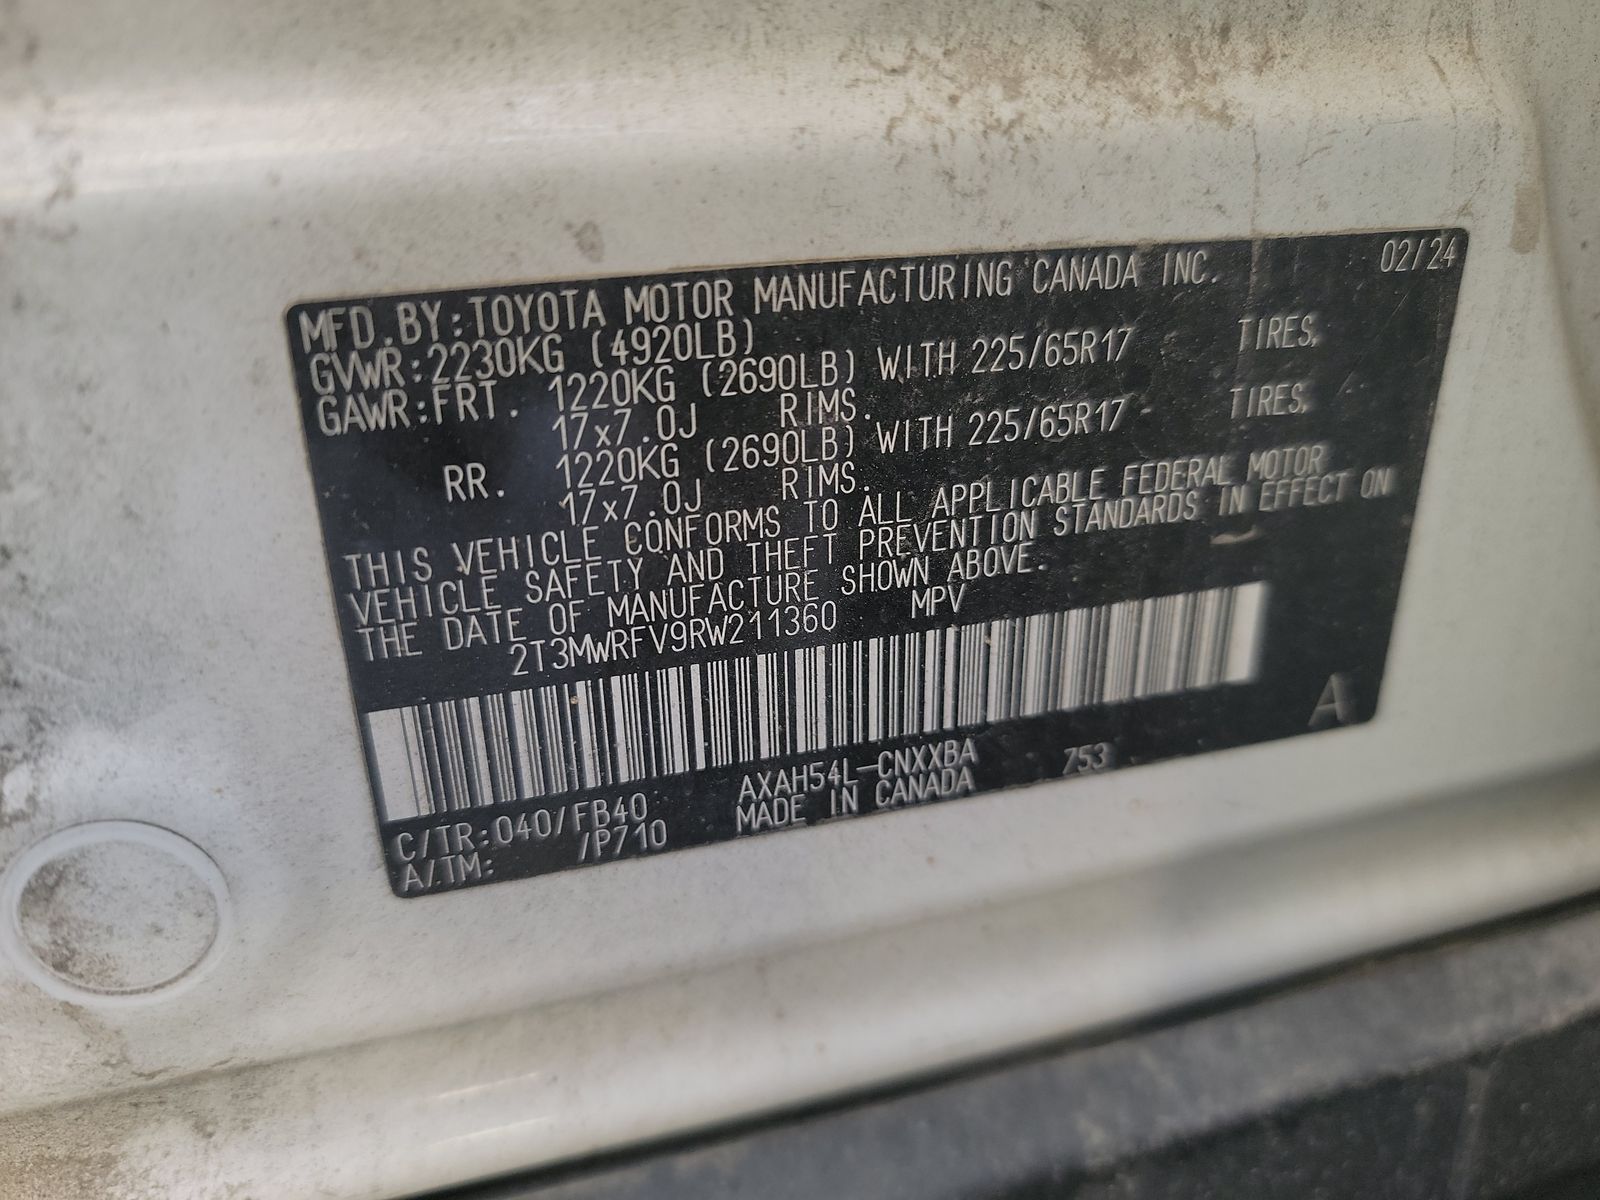 02/24
MFD.BY:TOYOTA MOTOR MANUFACTURING CANADA INC.
GVWR:2230KG (4920LB)
GAWR:FRT. 1220KG (2690LB) WITH 225/65R17 TIRES,
17x7.0J RIMS.
RR. 1220KG (2690LB) WITH 225/65R17 TIRES,
17x7.0J RIMS.
THIS VEHICLE CONFORMS TO ALL APPLICABLE FEDERAL MOTOR
VEHICLE SAFETY AND THEFT PREVENTION STANDARDS IN EFFECT ON
THE DATE OF MANUFACTURE SHOWN ABOVE.
2T3MWRFV9RW211360 MPV
C/TR:040/FB40 AXAH54L-CNXXBA 753 A
A/TM: /P710 MADE IN CANADA